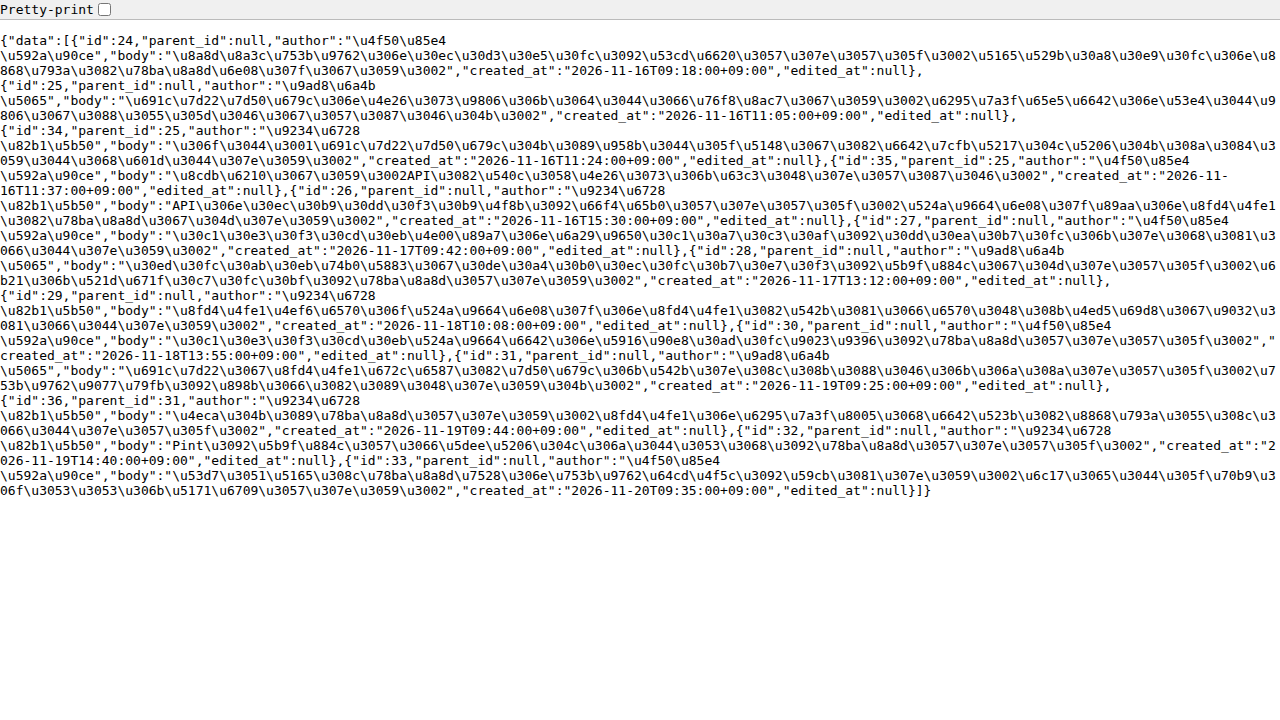 Pretty-print
{"data":[{"id":24,"parent_id":null,"author":"\u4f50\u85e4
\u592a\u90ce","body":"\u8a8d\u8a3c\u753b\u9762\u306e\u30ec\u30d3\u30e5\u30fc\u3092\u53cd\u6620\u3057\u307e\u3057\u305f\u3002\u5165\u529b\u30a8\u30e9\u30fc\u306e\u8
868\u793a\u3082\u78ba\u8a8d\u6e08\u307f\u3067\u3059\u3002","created_at":"2026-11-16T09:18:00+09:00","edited_at":null},
{"id":25,"parent_id":null,"author":"\u9ad8\u6a4b
\u5065","body":"\u691c\u7d22\u7d50\u679c\u306e\u4e26\u3073\u9806\u306b\u3064\u3044\u3066\u76f8\u8ac7\u3067\u3059\u3002\u6295\u7a3f\u65e5\u6642\u306e\u53e4\u3044\u9
806\u3067\u3088\u3055\u305d\u3046\u3067\u3057\u3087\u3046\u304b\u3002","created_at":"2026-11-16T11:05:00+09:00","edited_at":null},
{"id":34,"parent_id":25,"author":"\u9234\u6728
\u82b1\u5b50","body":"\u306f\u3044\u3001\u691c\u7d22\u7d50\u679c\u304b\u3089\u958b\u3044\u305f\u5148\u3067\u3082\u6642\u7cfb\u5217\u304c\u5206\u304b\u308a\u3084\u3
059\u3044\u3068\u601d\u3044\u307e\u3059\u3002","created_at":"2026-11-16T11:24:00+09:00","edited_at":null},{"id":35,"parent_id":25,"author":"\u4f50\u85e4
\u592a\u90ce","body":"\u8cdb\u6210\u3067\u3059\u3002API\u3082\u540c\u3058\u4e26\u3073\u306b\u63c3\u3048\u307e\u3057\u3087\u3046\u3002","created_at":"2026-11-
16T11:37:00+09:00","edited_at":null},{"id":26,"parent_id":null,"author":"\u9234\u6728
\u82b1\u5b50","body":"API\u306e\u30ec\u30b9\u30dd\u30f3\u30b9\u4f8b\u3092\u66f4\u65b0\u3057\u307e\u3057\u305f\u3002\u524a\u9664\u6e08\u307f\u89aa\u306e\u8fd4\u4fe1
\u3082\u78ba\u8a8d\u3067\u304d\u307e\u3059\u3002","created_at":"2026-11-16T15:30:00+09:00","edited_at":null},{"id":27,"parent_id":null,"author":"\u4f50\u85e4
\u592a\u90ce","body":"\u30c1\u30e3\u30f3\u30cd\u30eb\u4e00\u89a7\u306e\u6a29\u9650\u30c1\u30a7\u30c3\u30af\u3092\u30dd\u30ea\u30b7\u30fc\u306b\u307e\u3068\u3081\u3
066\u3044\u307e\u3059\u3002","created_at":"2026-11-17T09:42:00+09:00","edited_at":null},{"id":28,"parent_id":null,"author":"\u9ad8\u6a4b
\u5065","body":"\u30ed\u30fc\u30ab\u30eb\u74b0\u5883\u3067\u30de\u30a4\u30b0\u30ec\u30fc\u30b7\u30e7\u30f3\u3092\u5b9f\u884c\u3067\u304d\u307e\u3057\u305f\u3002\u6
b21\u306b\u521d\u671f\u30c7\u30fc\u30bf\u3092\u78ba\u8a8d\u3057\u307e\u3059\u3002","created_at":"2026-11-17T13:12:00+09:00","edited_at":null},
{"id":29,"parent_id":null,"author":"\u9234\u6728
\u82b1\u5b50","body":"\u8fd4\u4fe1\u4ef6\u6570\u306f\u524a\u9664\u6e08\u307f\u306e\u8fd4\u4fe1\u3082\u542b\u3081\u3066\u6570\u3048\u308b\u4ed5\u69d8\u3067\u9032\u3
081\u3066\u3044\u307e\u3059\u3002","created_at":"2026-11-18T10:08:00+09:00","edited_at":null},{"id":30,"parent_id":null,"author":"\u4f50\u85e4
\u592a\u90ce","body":"\u30c1\u30e3\u30f3\u30cd\u30eb\u524a\u9664\u6642\u306e\u5916\u90e8\u30ad\u30fc\u9023\u9396\u3092\u78ba\u8a8d\u3057\u307e\u3057\u305f\u3002","
created_at":"2026-11-18T13:55:00+09:00","edited_at":null},{"id":31,"parent_id":null,"author":"\u9ad8\u6a4b
\u5065","body":"\u691c\u7d22\u3067\u8fd4\u4fe1\u672c\u6587\u3082\u7d50\u679c\u306b\u542b\u307e\u308c\u308b\u3088\u3046\u306b\u306a\u308a\u307e\u3057\u305f\u3002\u7
53b\u9762\u9077\u79fb\u3092\u898b\u3066\u3082\u3089\u3048\u307e\u3059\u304b\u3002","created_at":"2026-11-19T09:25:00+09:00","edited_at":null},
{"id":36,"parent_id":31,"author":"\u9234\u6728
\u82b1\u5b50","body":"\u4eca\u304b\u3089\u78ba\u8a8d\u3057\u307e\u3059\u3002\u8fd4\u4fe1\u306e\u6295\u7a3f\u8005\u3068\u6642\u523b\u3082\u8868\u793a\u3055\u308c\u3
066\u3044\u307e\u3057\u305f\u3002","created_at":"2026-11-19T09:44:00+09:00","edited_at":null},{"id":32,"parent_id":null,"author":"\u9234\u6728
\u82b1\u5b50","body":"Pint\u3092\u5b9f\u884c\u3057\u3066\u5dee\u5206\u304c\u306a\u3044\u3053\u3068\u3092\u78ba\u8a8d\u3057\u307e\u3057\u305f\u3002","created_at":"2
026-11-19T14:40:00+09:00","edited_at":null},{"id":33,"parent_id":null,"author":"\u4f50\u85e4
\u592a\u90ce","body":"\u53d7\u3051\u5165\u308c\u78ba\u8a8d\u7528\u306e\u753b\u9762\u64cd\u4f5c\u3092\u59cb\u3081\u307e\u3059\u3002\u6c17\u3065\u3044\u305f\u70b9\u3
06f\u3053\u3053\u306b\u5171\u6709\u3057\u307e\u3059\u3002","created_at":"2026-11-20T09:35:00+09:00","edited_at":null}]}